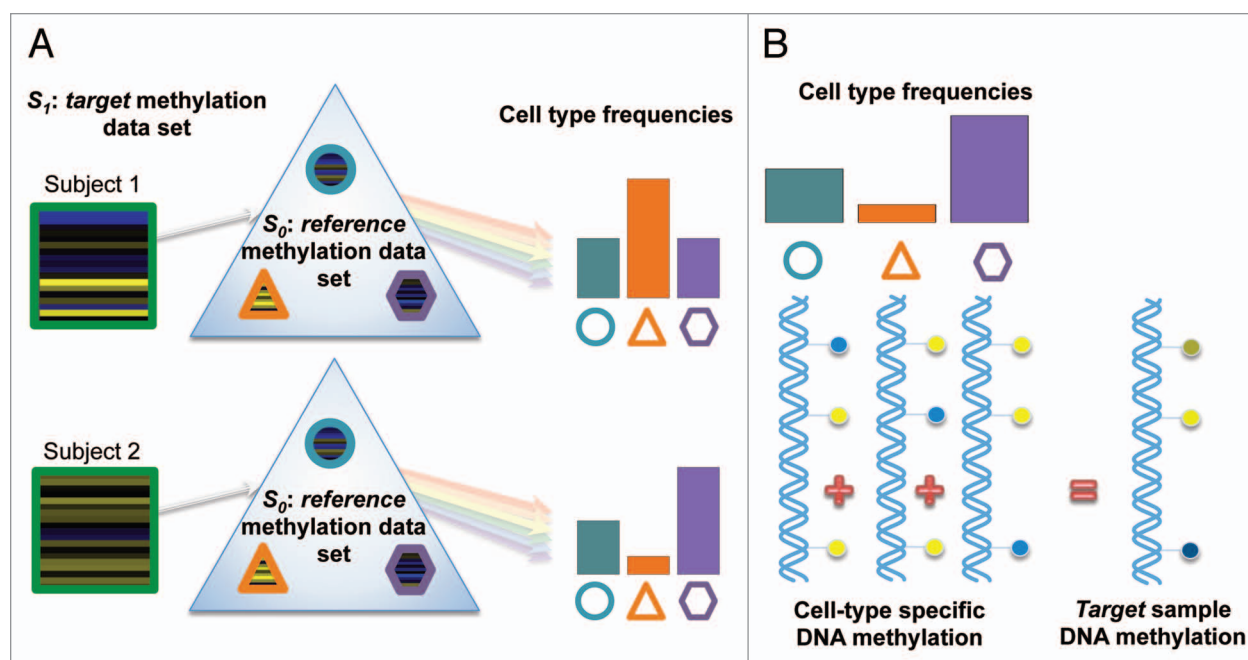 A
S1: target methylation
data set
Cell type frequencies
Subject 1
S0: reference
methylation data
set
Subject 2
S0: reference
methylation data
set
B
Cell type frequencies
Cell-type specific
DNA methylation
Target sample
DNA methylation